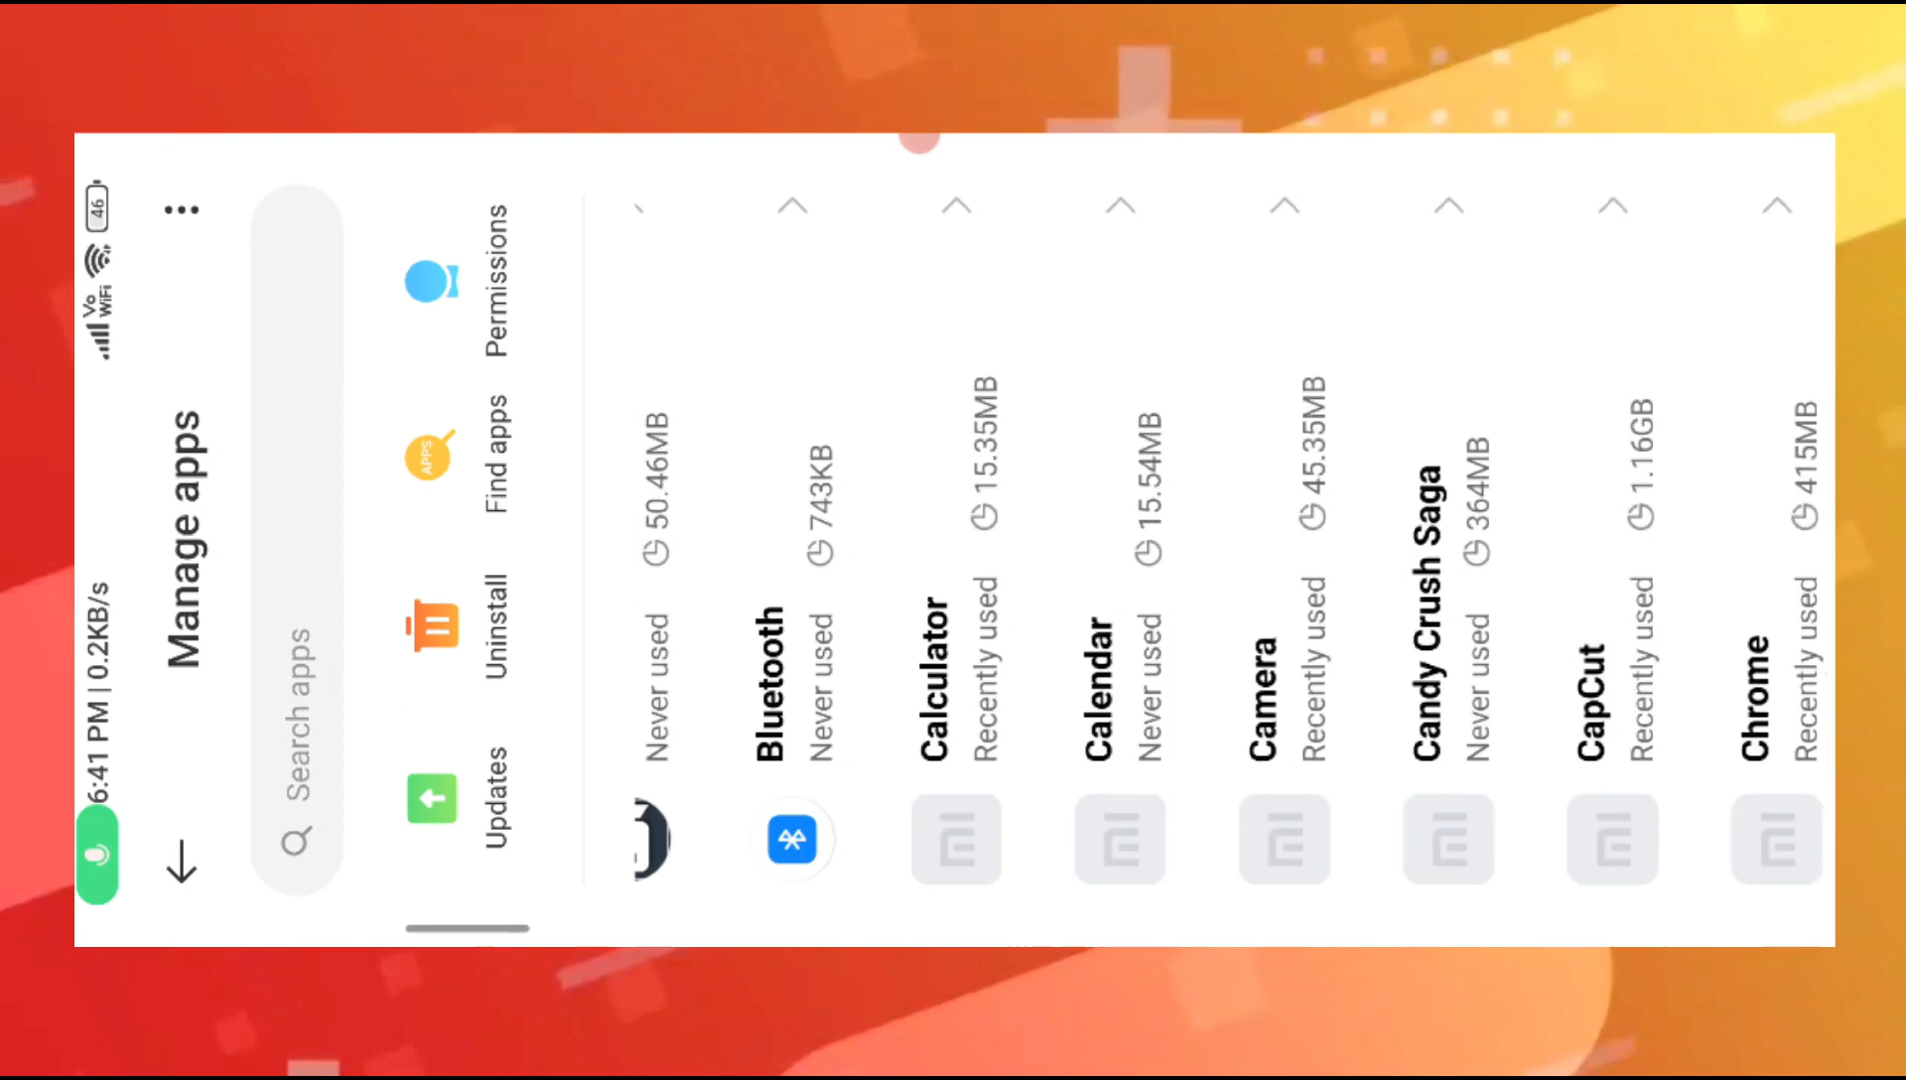 6:41 PM | 0.2KB/s
Vo
WiFi
46
Manage apps
Search apps
Updates
Uninstall
APPS
Find apps
Permissions
Never used 50.46MB
Bluetooth
Never used 743KB
Calculator
Recently used 15.35MB
Calendar
Never used 15.54MB
Camera
Recently used 45.35MB
Candy Crush Saga
Never used 364MB
CapCut
Recently used 1.16GB
Chrome
Recently used 415MB